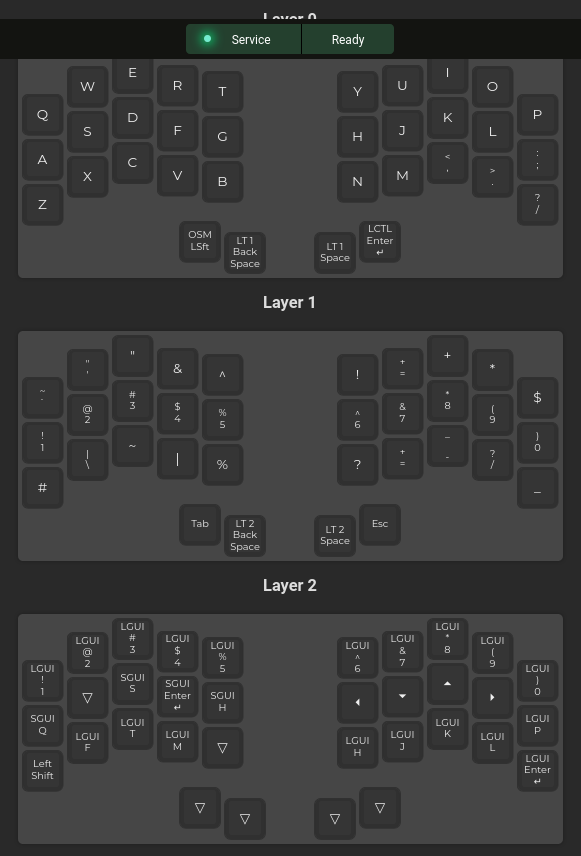 Layer 0
Service Ready
Q W E R T Y U I O P
A S D F G H J K L : ;
Z X C V B N M < , > . ? /
OSM LSft
LT 1 Back Space
LT 1 Space
LCTL Enter ↵
Layer 1
~ ` " ' " & ^ ! + = + * $
! 1 @ 2 # 3 $ 4 % 5 ^ 6 & 7 * 8 ( 9 ) 0
# | \ ~ | % ? + = _ - ? / _
Tab
LT 2 Back Space
LT 2 Space
Esc
Layer 2
LGUI ! 1 LGUI @ 2 LGUI # 3 LGUI $ 4 LGUI % 5 LGUI ^ 6 LGUI & 7 LGUI * 8 LGUI ( 9 LGUI ) 0
SGUI Q ▽ SGUI S SGUI Enter ↵ SGUI H LGUI P
Left Shift LGUI F LGUI T LGUI M ▽ LGUI H LGUI J LGUI K LGUI L LGUI Enter ↵
▽ ▽ ▽ ▽